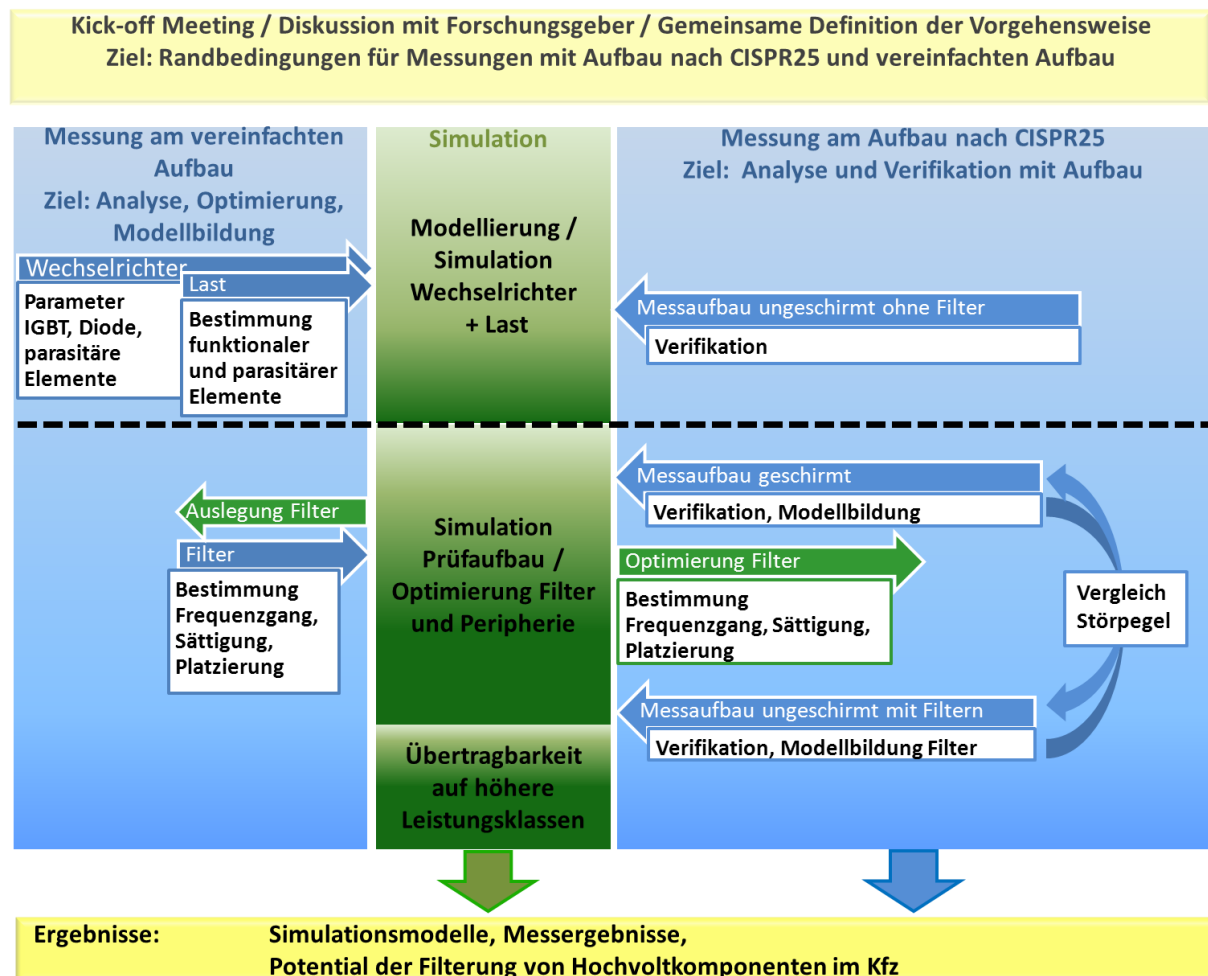 Kick-off Meeting / Diskussion mit Forschungsgeber / Gemeinsame Definition der Vorgehensweise
Ziel: Randbedingungen für Messungen mit Aufbau nach CISPR25 und vereinfachten Aufbau
Messung am vereinfachten
Aufbau
Ziel: Analyse, Optimierung,
Modellbildung
Wechselrichter
Parameter
IGBT, Diode,
parasitäre
Elemente
Last
Bestimmung
funktionaler
und parasitärer
Elemente
Simulation
Modellierung /
Simulation
Wechselrichter
+ Last
Messung am Aufbau nach CISPR25
Ziel: Analyse und Verifikation mit Aufbau
Messaufbau ungeschirmt ohne Filter
Verifikation
Auslegung Filter
Filter
Bestimmung
Frequenzgang,
Sättigung,
Platzierung
Simulation
Prüfaufbau /
Optimierung Filter
und Peripherie
Übertragbarkeit
auf höhere
Leistungsklassen
Messaufbau geschirmt
Verifikation, Modellbildung
Optimierung Filter
Bestimmung
Frequenzgang, Sättigung,
Platzierung
Messaufbau ungeschirmt mit Filtern
Verifikation, Modellbildung Filter
Vergleich
Störpegel
Ergebnisse: Simulationsmodelle, Messergebnisse,
Potential der Filterung von Hochvoltkomponenten im Kfz